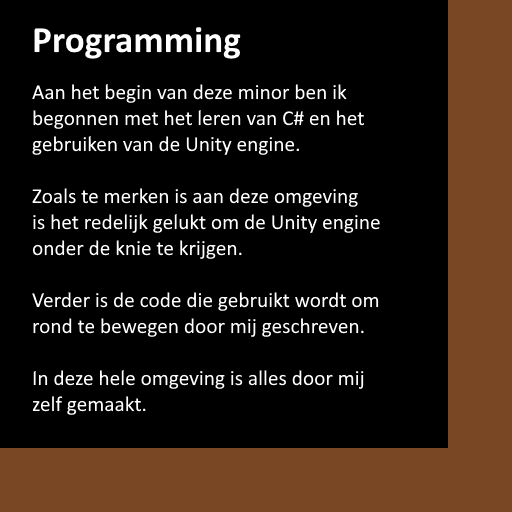 Programming
Aan het begin van deze minor ben ik
begonnen met het leren van C# en het
gebruiken van de Unity engine.
Zoals te merken is aan deze omgeving
is het redelijk gelukt om de Unity engine
onder de knie te krijgen.
Verder is de code die gebruikt wordt om
rond te bewegen door mij geschreven.
In deze hele omgeving is alles door mij
zelf gemaakt.